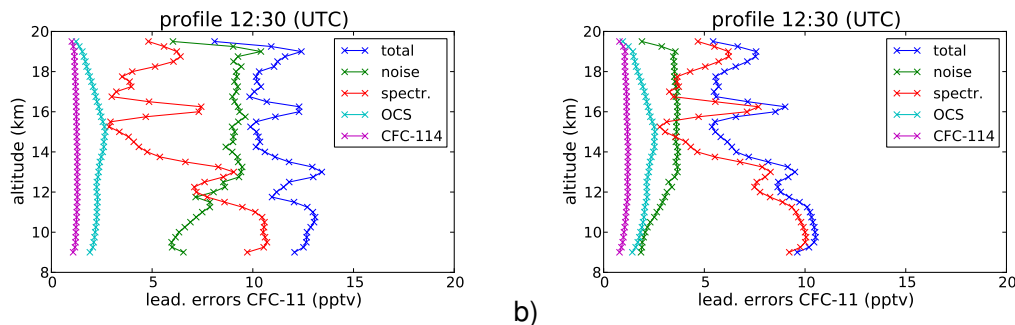 profile 12:30 (UTC)
20
18
16
14
12
10
8
altitude (km)
total
noise
spectr.
OCS
CFC-114
0 5 10 15 20
lead. errors CFC-11 (pptv)
b)
profile 12:30 (UTC)
20
18
16
14
12
10
8
altitude (km)
total
noise
spectr.
OCS
CFC-114
0 5 10 15 20
lead. errors CFC-11 (pptv)